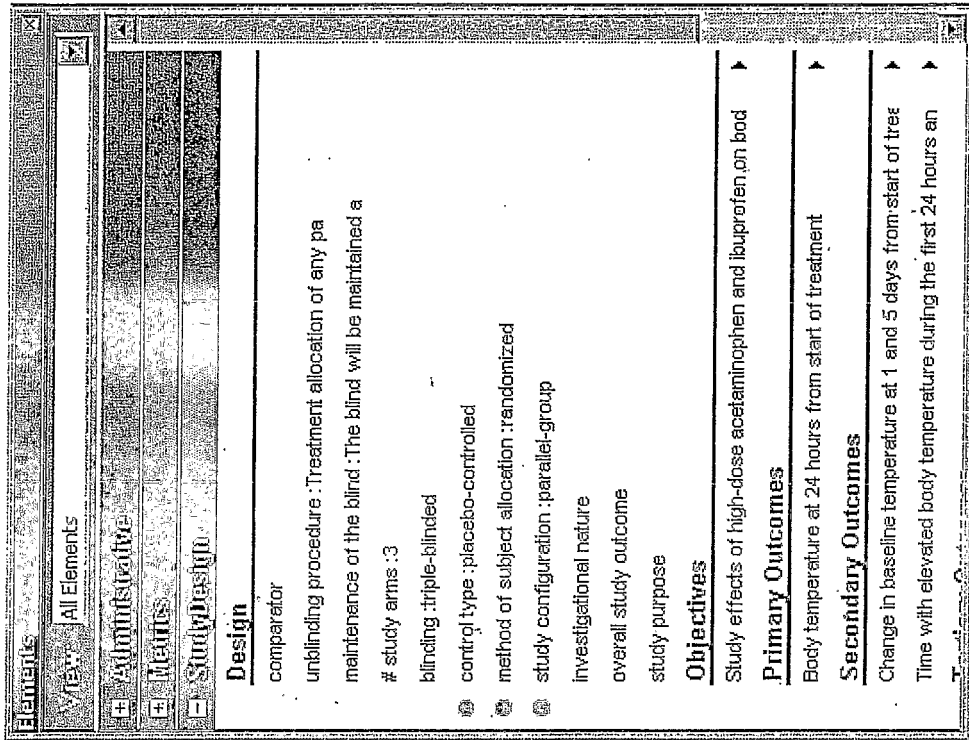 Elements
View
All Elements
Administrative
Items
StudyDesign
Design
comparator
unblinding procedure :Treatment allocation of any pa
maintenance of the blind :The blind will be maintained a
# study arms :3
blinding :triple-blinded
control type :placebo-controlled
method of subject allocation :randomized
study configuration :parallel-group
investigational nature
overall study outcome
study purpose
Objectives
Study effects of high-dose acetaminophen and ibuprofen on bod
Primary Outcomes
Body temperature at 24 hours from start of treatment
Secondary Outcomes
Change in baseline temperature at 1 and 5 days from start of trea
Time with elevated body temperature during the first 24 hours an